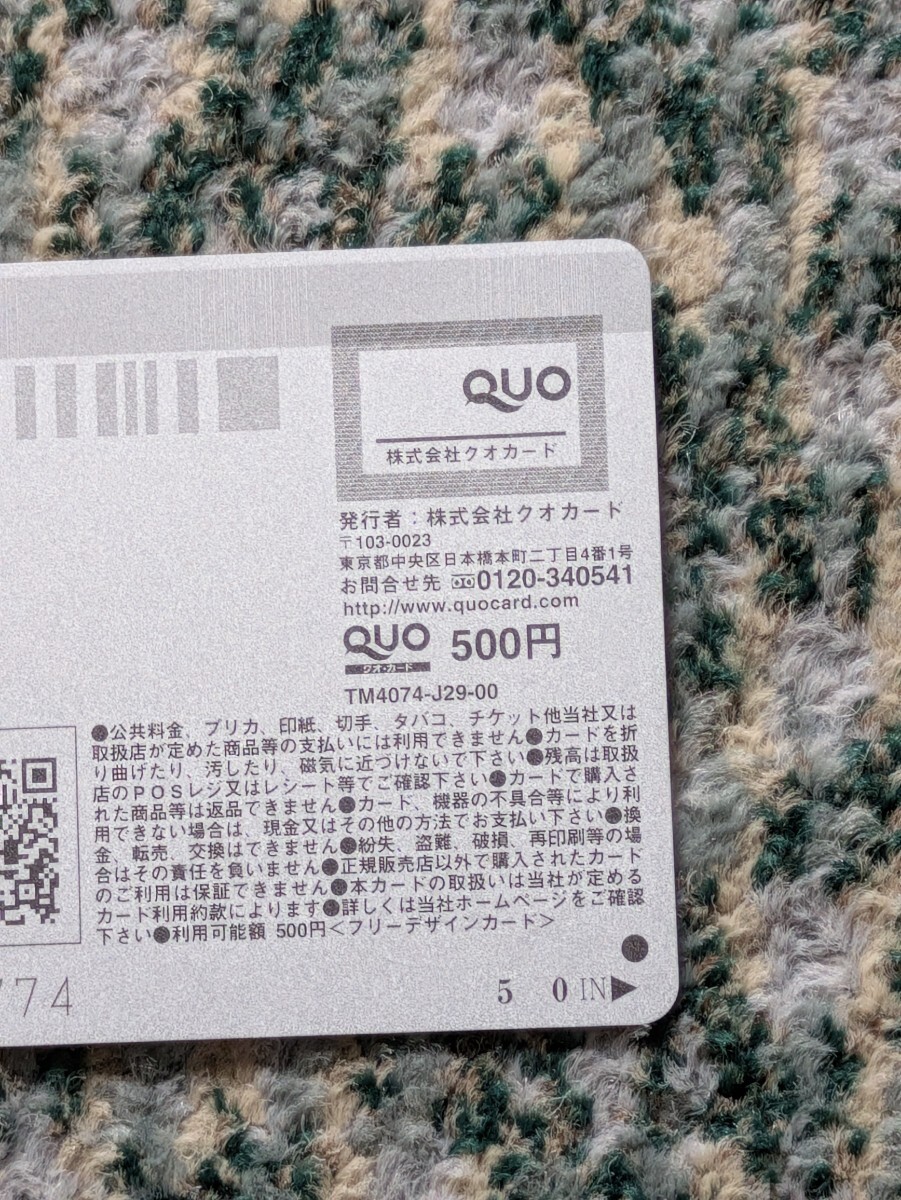 QUO
株式会社クオカード
発行者：株式会社クオカード
〒103-0023
東京都中央区日本橋本町二丁目4番1号
お問合せ先 0120-340541
http://www.quocard.com
QUO 500円
クオ・カード
TM4074-J29-00
●公共料金、プリカ、印紙、切手、タバコ、チケット他当社又は
取扱店が定めた商品等の支払いには利用できません●カードを折
り曲げたり、汚したり、磁気に近づけないで下さい●残高は取扱
店のPOSレジ又はレシート等でご確認下さい●カードで購入さ
れた商品等は返品できません●カード、機器の不具合等により利
用できない場合は、現金又はその他の方法でお支払い下さい●換
金、転売、交換はできません●紛失、盗難、破損、再印刷等の場
合はその責任を負いません●正規販売店以外で購入されたカード
のご利用は保証できません●本カードの取扱いは当社が定める
カード利用約款によります●詳しくは当社ホームページをご確認
下さい●利用可能額 500円<フリーデザインカード>
74
5 0 IN▶